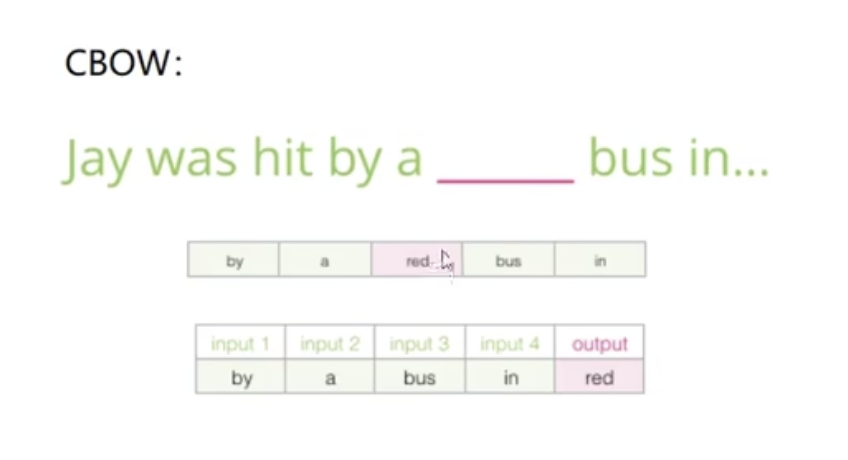 CBOW:
Jay was hit by a ______ bus in...
by a red bus in
input 1 input 2 input 3 input 4 output
by a bus in red